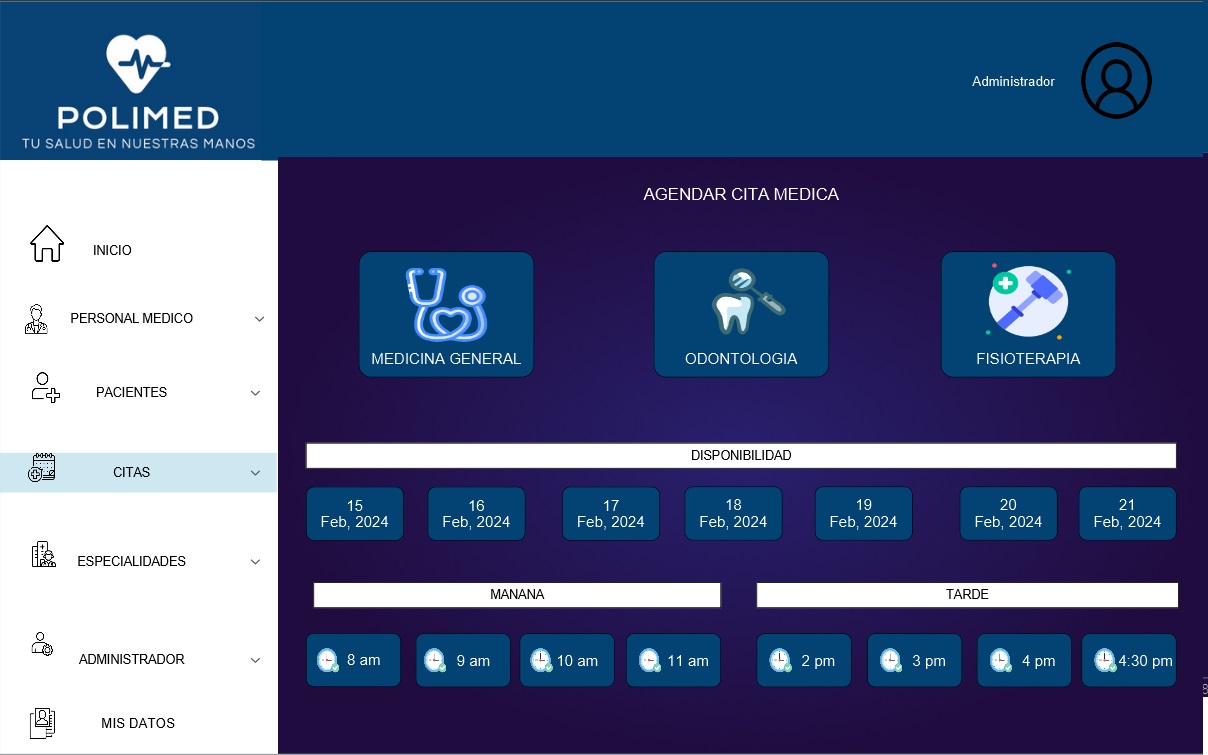 POLIMED
TU SALUD EN NUESTRAS MANOS
Administrador
INICIO
PERSONAL MEDICO
PACIENTES
CITAS
ESPECIALIDADES
ADMINISTRADOR
MIS DATOS
AGENDAR CITA MEDICA
MEDICINA GENERAL
ODONTOLOGIA
FISIOTERAPIA
DISPONIBILIDAD
15
Feb, 2024
16
Feb, 2024
17
Feb, 2024
18
Feb, 2024
19
Feb, 2024
20
Feb, 2024
21
Feb, 2024
MANANA
TARDE
8 am
9 am
10 am
11 am
2 pm
3 pm
4 pm
4:30 pm